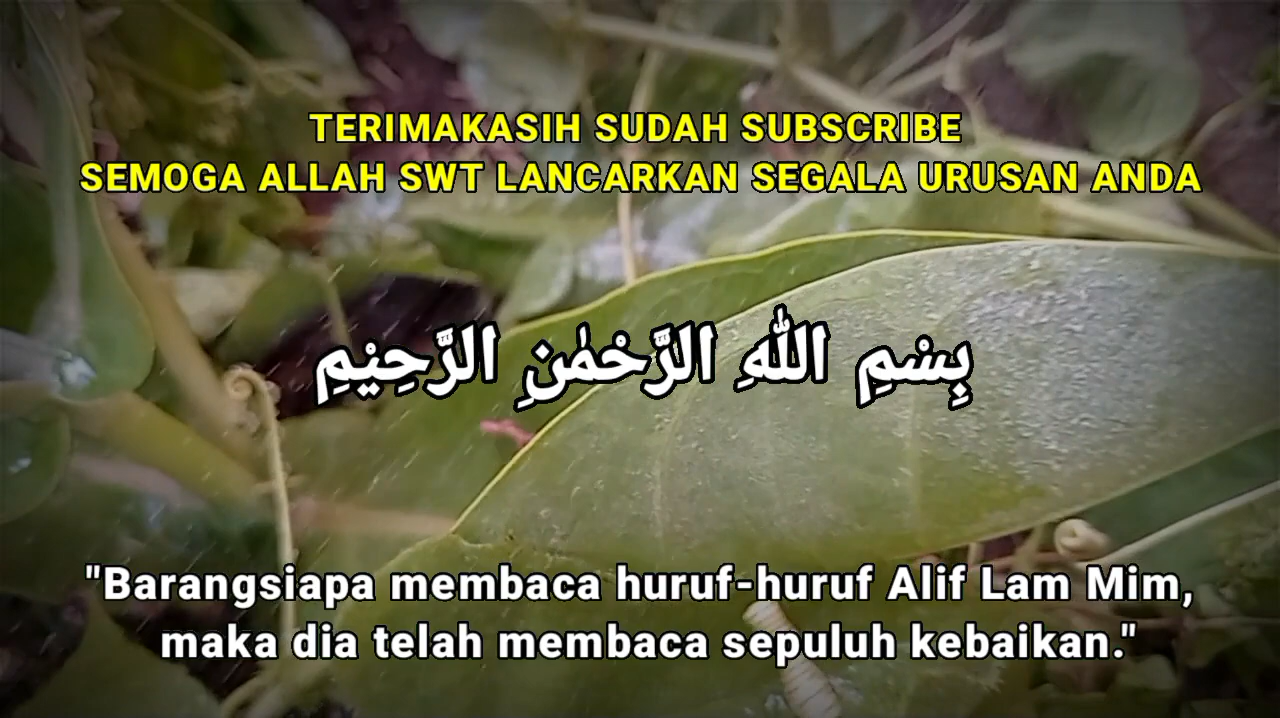 TERIMAKASIH SUDAH SUBSCRIBE
SEMOGA ALLAH SWT LANCARKAN SEGALA URUSAN ANDA
بِسْمِ اللّٰهِ الرَّحْمٰنِ الرَّحِيْمِ
"Barangsiapa membaca huruf-huruf Alif Lam Mim,
maka dia telah membaca sepuluh kebaikan."